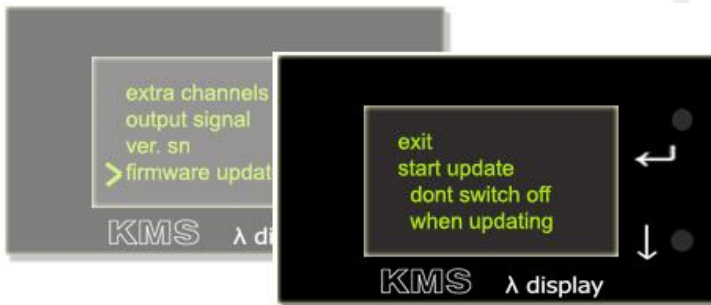 extra channels
output signal
ver. sn
firmware updat
KMS λ di
exit
start update
dont switch off
when updating
KMS λ display